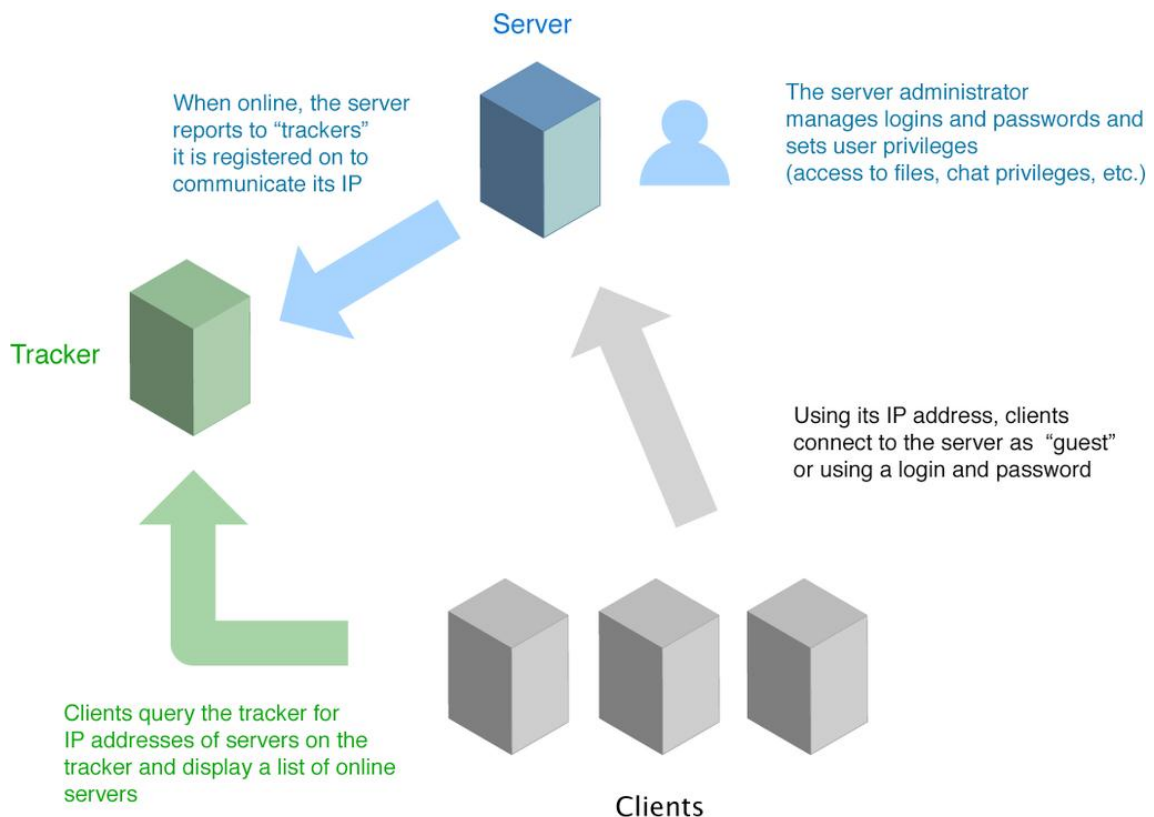 Server
When online, the server
reports to “trackers”
it is registered on to
communicate its IP
The server administrator
manages logins and passwords and
sets user privileges
(access to files, chat privileges, etc.)
Tracker
Using its IP address, clients
connect to the server as “guest”
or using a login and password
Clients query the tracker for
IP addresses of servers on the
tracker and display a list of online
servers
Clients